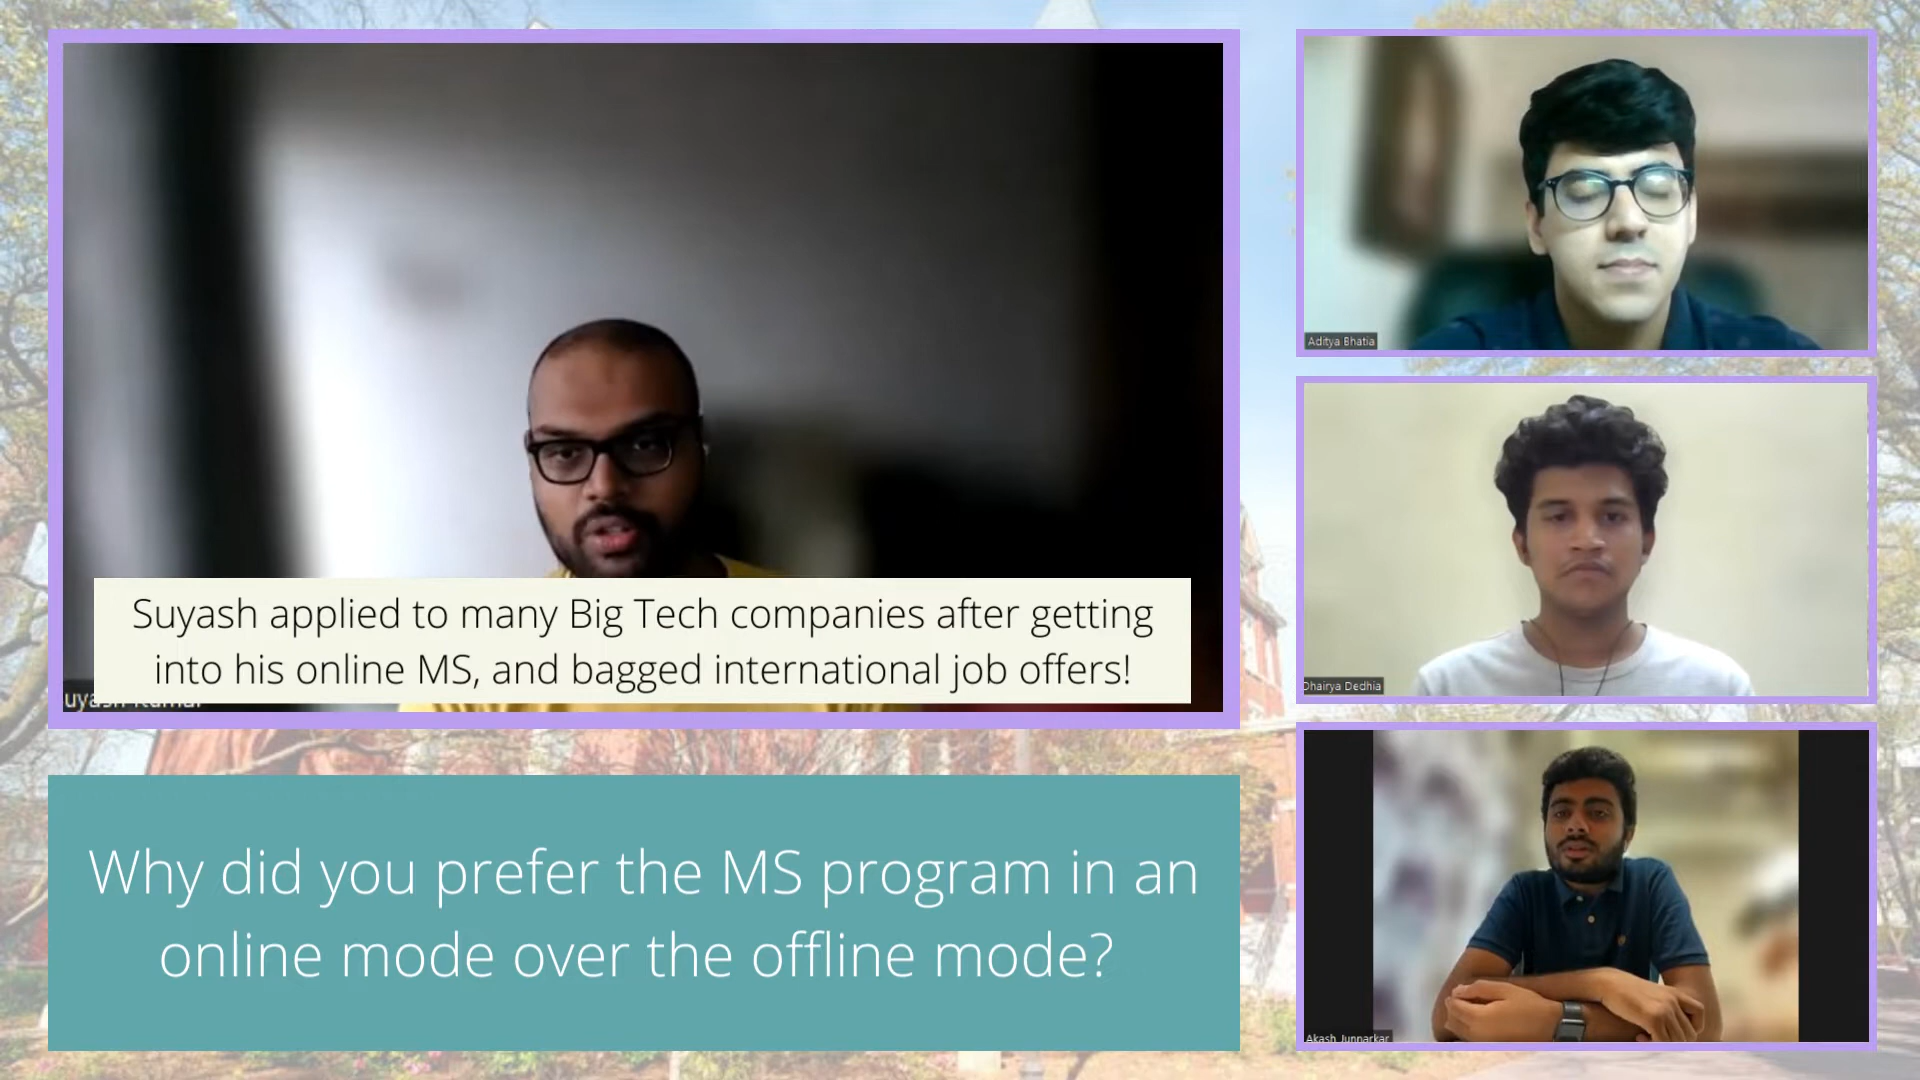 Suyash applied to many Big Tech companies after getting
into his online MS, and bagged international job offers!
Why did you prefer the MS program in an
online mode over the offline mode?
Aditya Bhatia
Dhairya Dedhia
Akash Junnarkar